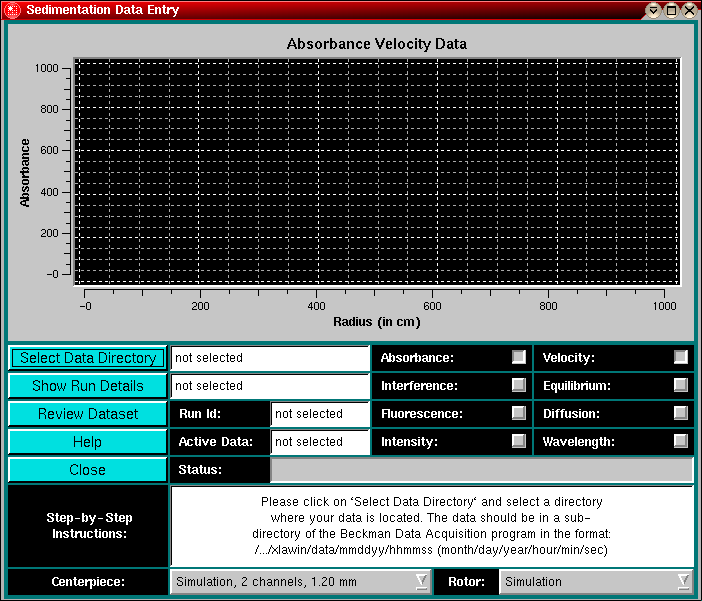 Sedimentation Data Entry
Absorbance Velocity Data
1000
800
600
400
200
-0
Absorbance
-0 200 400 600 800 1000
Radius (in cm)
Select Data Directory not selected Absorbance: Velocity:
Show Run Details not selected Interference: Equilibrium:
Review Dataset Run Id: not selected Fluorescence: Diffusion:
Help Active Data: not selected Intensity: Wavelength:
Close Status:
Step-by-Step
Instructions:
Please click on 'Select Data Directory' and select a directory
where your data is located. The data should be in a sub-
directory of the Beckman Data Acquisition program in the format:
/.../xlawin/data/mmddyy/hhmmss (month/day/year/hour/min/sec)
Centerpiece: Simulation, 2 channels, 1.20 mm Rotor: Simulation